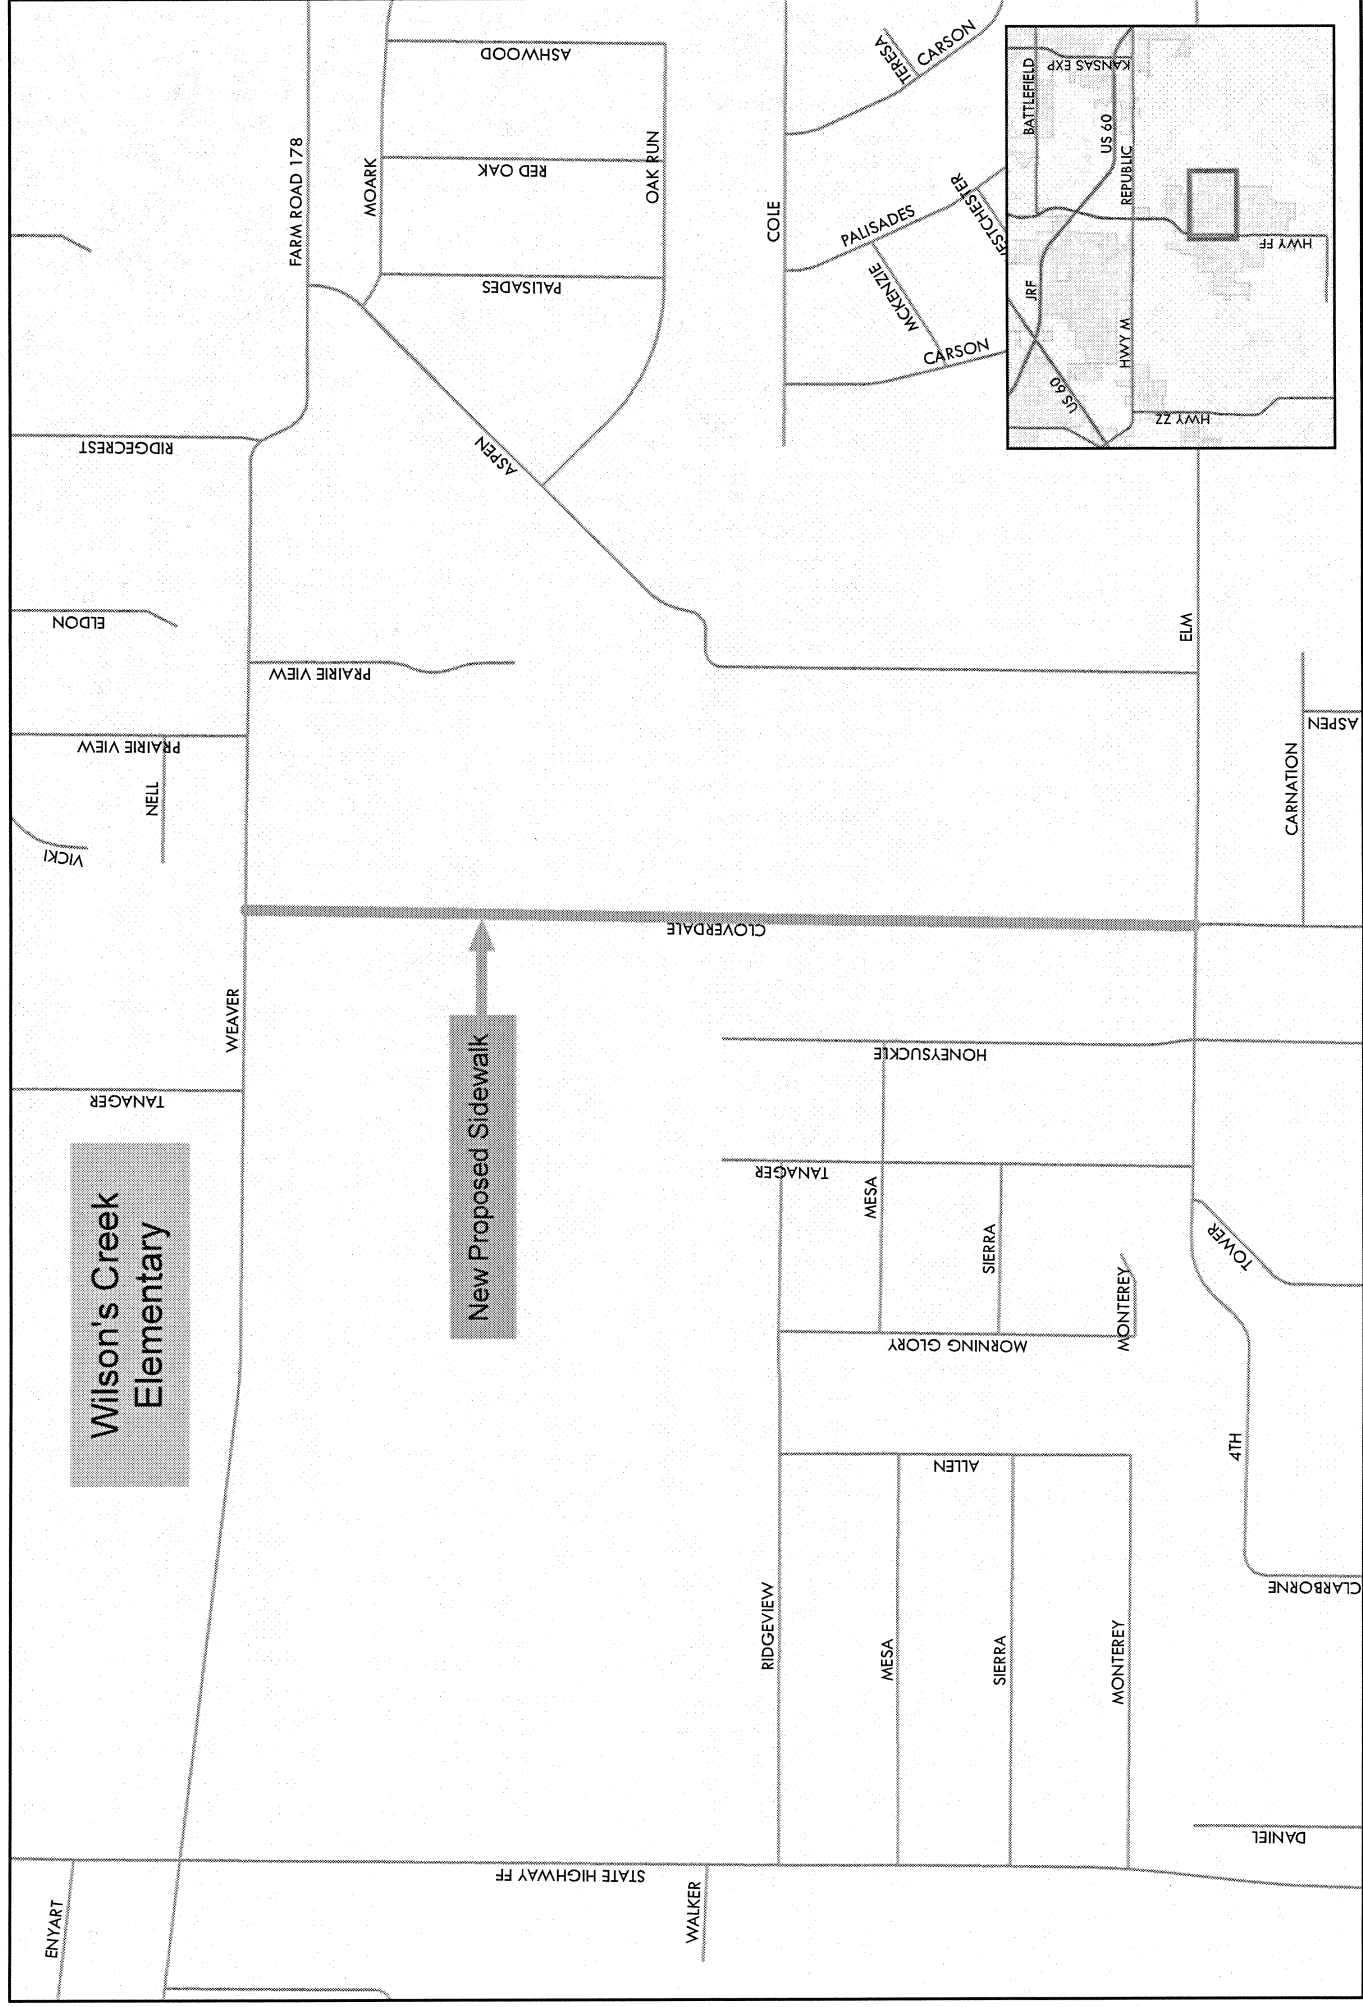 ENYART
Wilson's Creek
Elementary
TANAGER
VICKI
NELL
PRAIRIE VIEW
ELDON
RIDGECREST
WEAVER
FARM ROAD 178
PRAIRIE VIEW
MOARK
ASHWOOD
RED OAK
PALISADES
OAK RUN
ASPEN
New Proposed Sidewalk
STATE HIGHWAY FF
WALKER
CLOVERDALE
RIDGEVIEW
TANAGER
COLE
MESA
MESA
HONEYSUCKLE
MORNING GLORY
ALLEN
SIERRA
SIERRA
MONTEREY
MONTEREY
PALISADES
MCKENZIE
CARSON
WESTCHESTER
TERESA
CARSON
ELM
DANIEL
4TH
TOWER
CLARBORNE
CARNATION
ASPEN
BATTLEFIELD
KANSAS EXP
JRF
US 60
US 60
HWY M
REPUBLIC
HWY ZZ
HWY FF